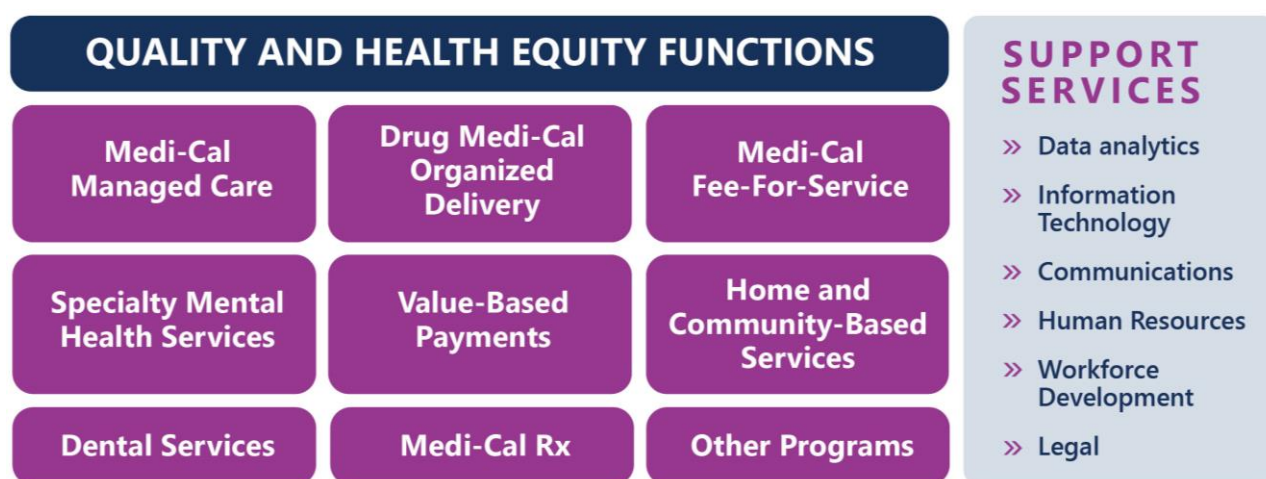 QUALITY AND HEALTH EQUITY FUNCTIONS
Medi-Cal
Managed Care
Drug Medi-Cal
Organized
Delivery
Medi-Cal
Fee-For-Service
Specialty Mental
Health Services
Value-Based
Payments
Home and
Community-Based
Services
Dental Services
Medi-Cal Rx
Other Programs
SUPPORT
SERVICES
» Data analytics
» Information
Technology
» Communications
» Human Resources
» Workforce
Development
» Legal